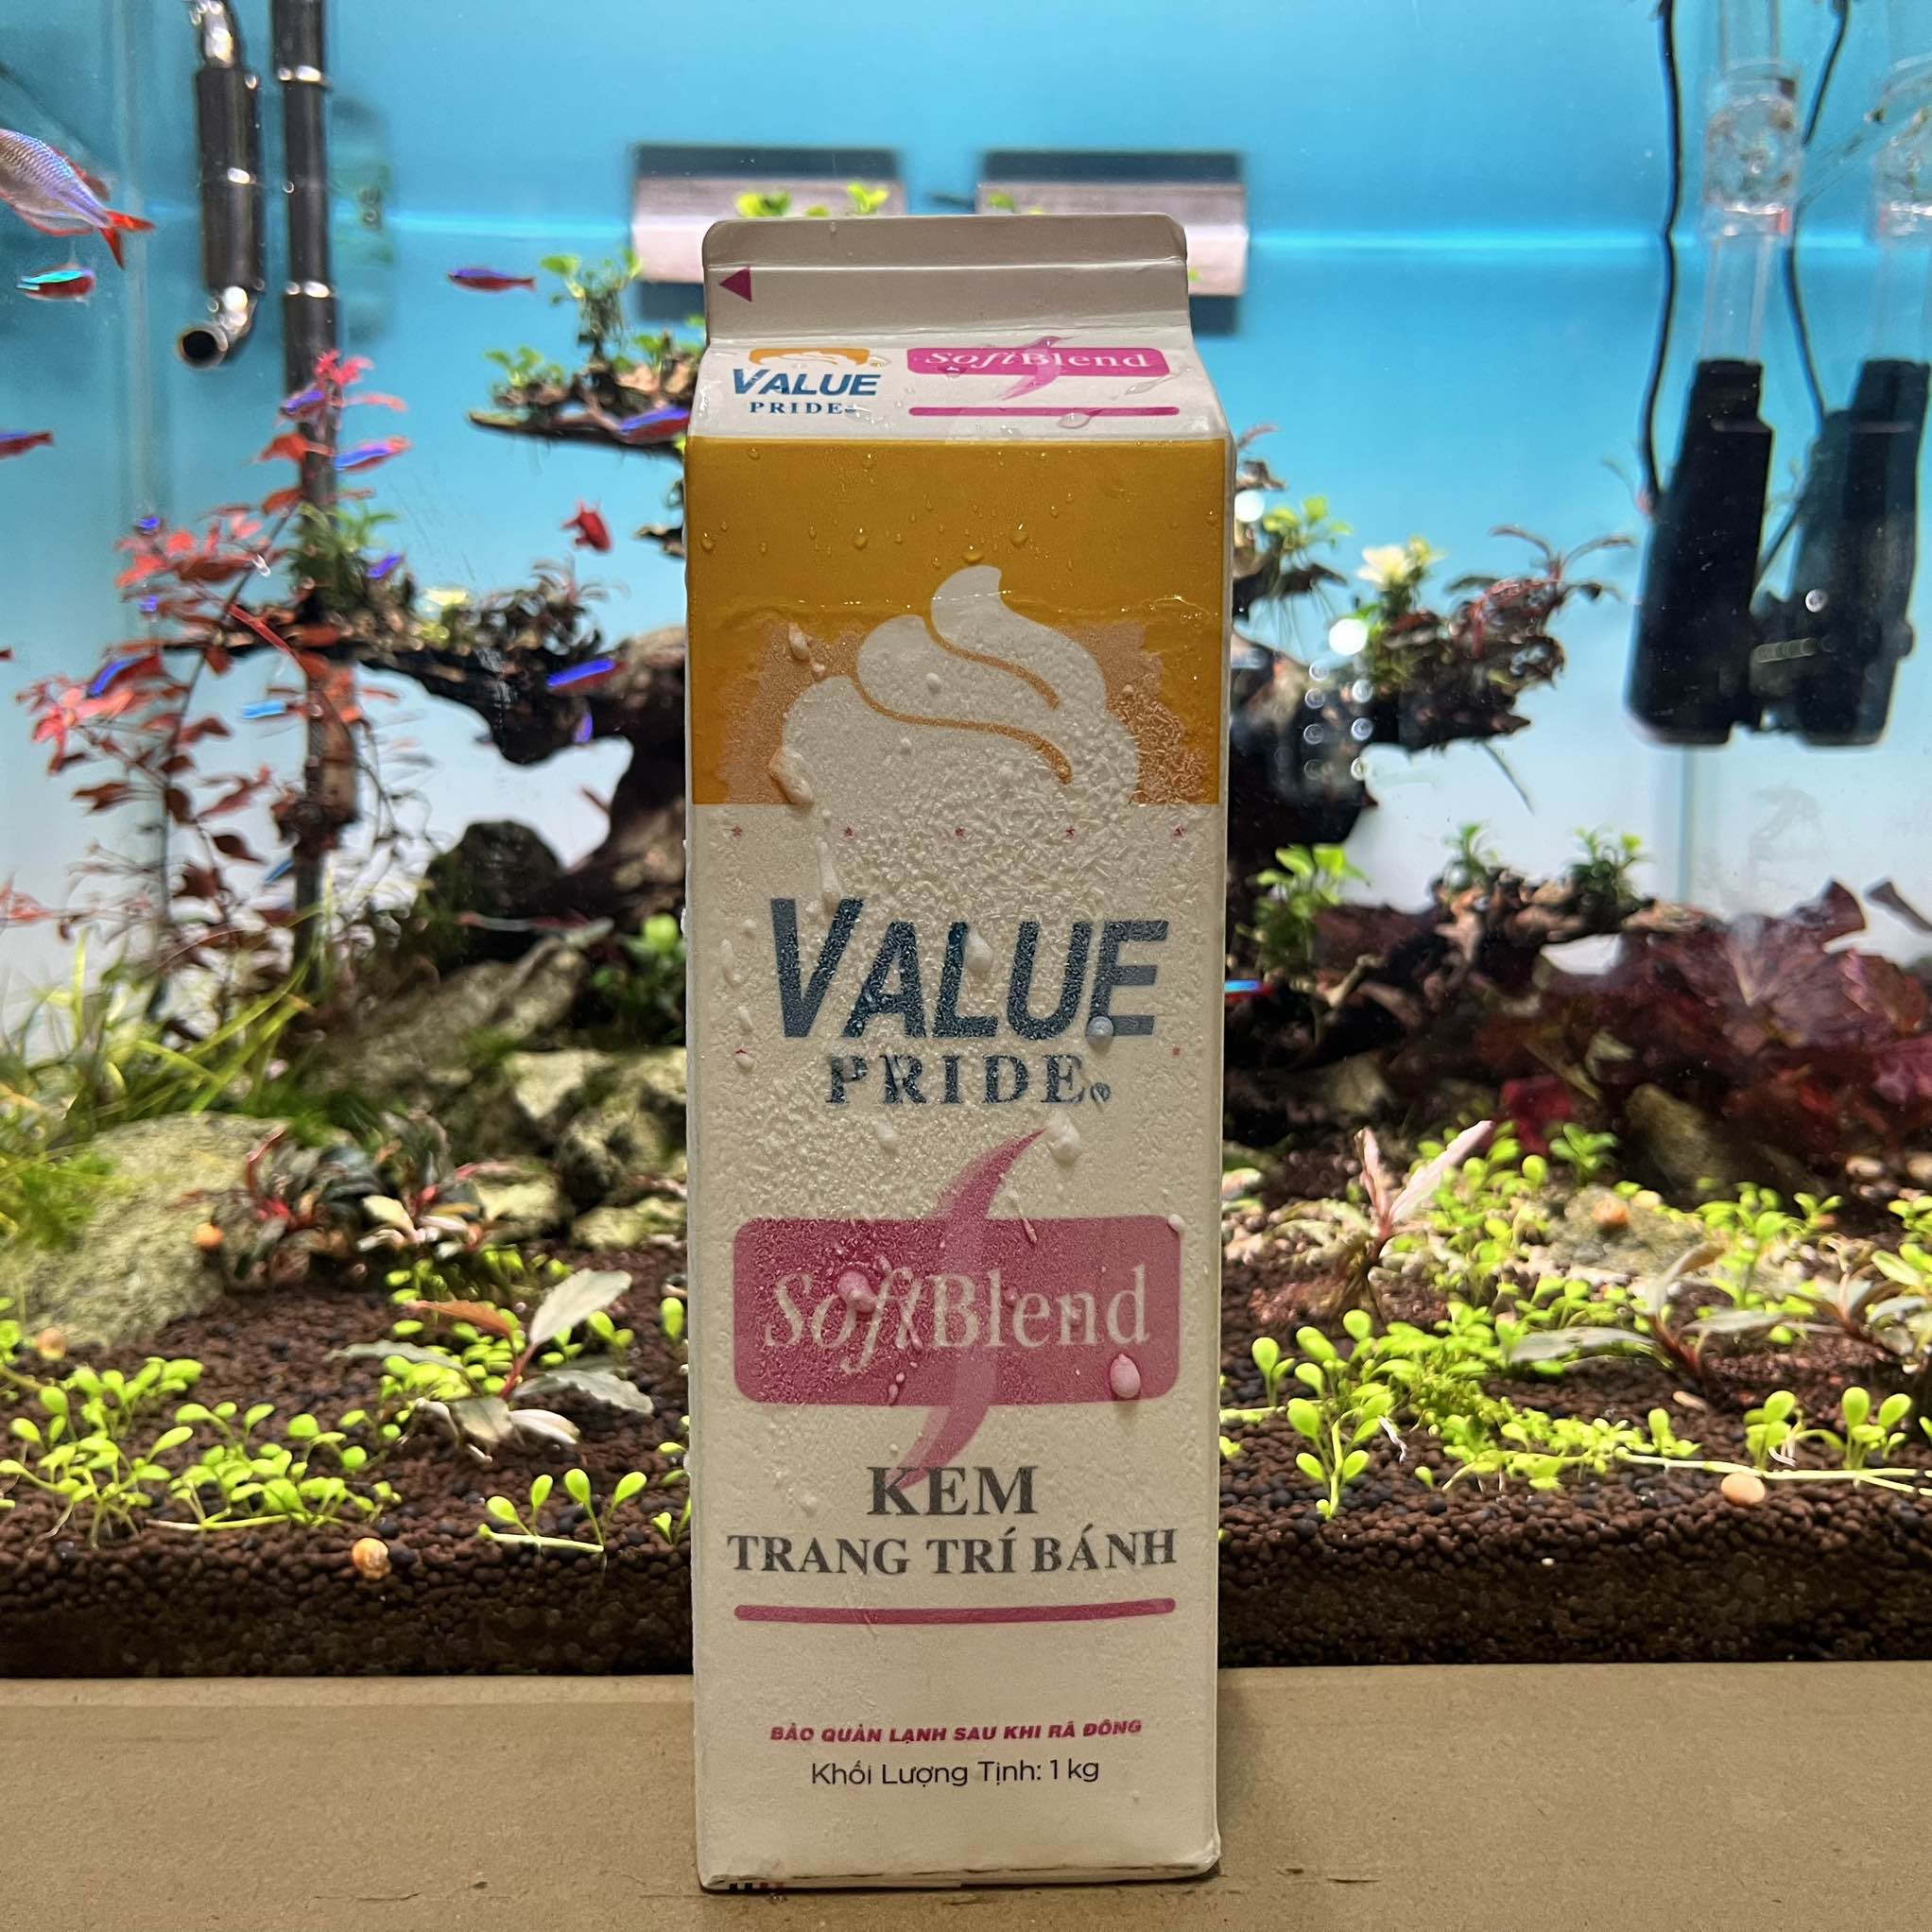 VALUE
PRIDE
SoftBlend
VALUE
PRIDE®
SoftBlend
KEM
TRANG TRÍ BÁNH
BẢO QUẢN LẠNH SAU KHI RÃ ĐÔNG
Khối Lượng Tịnh: 1 kg